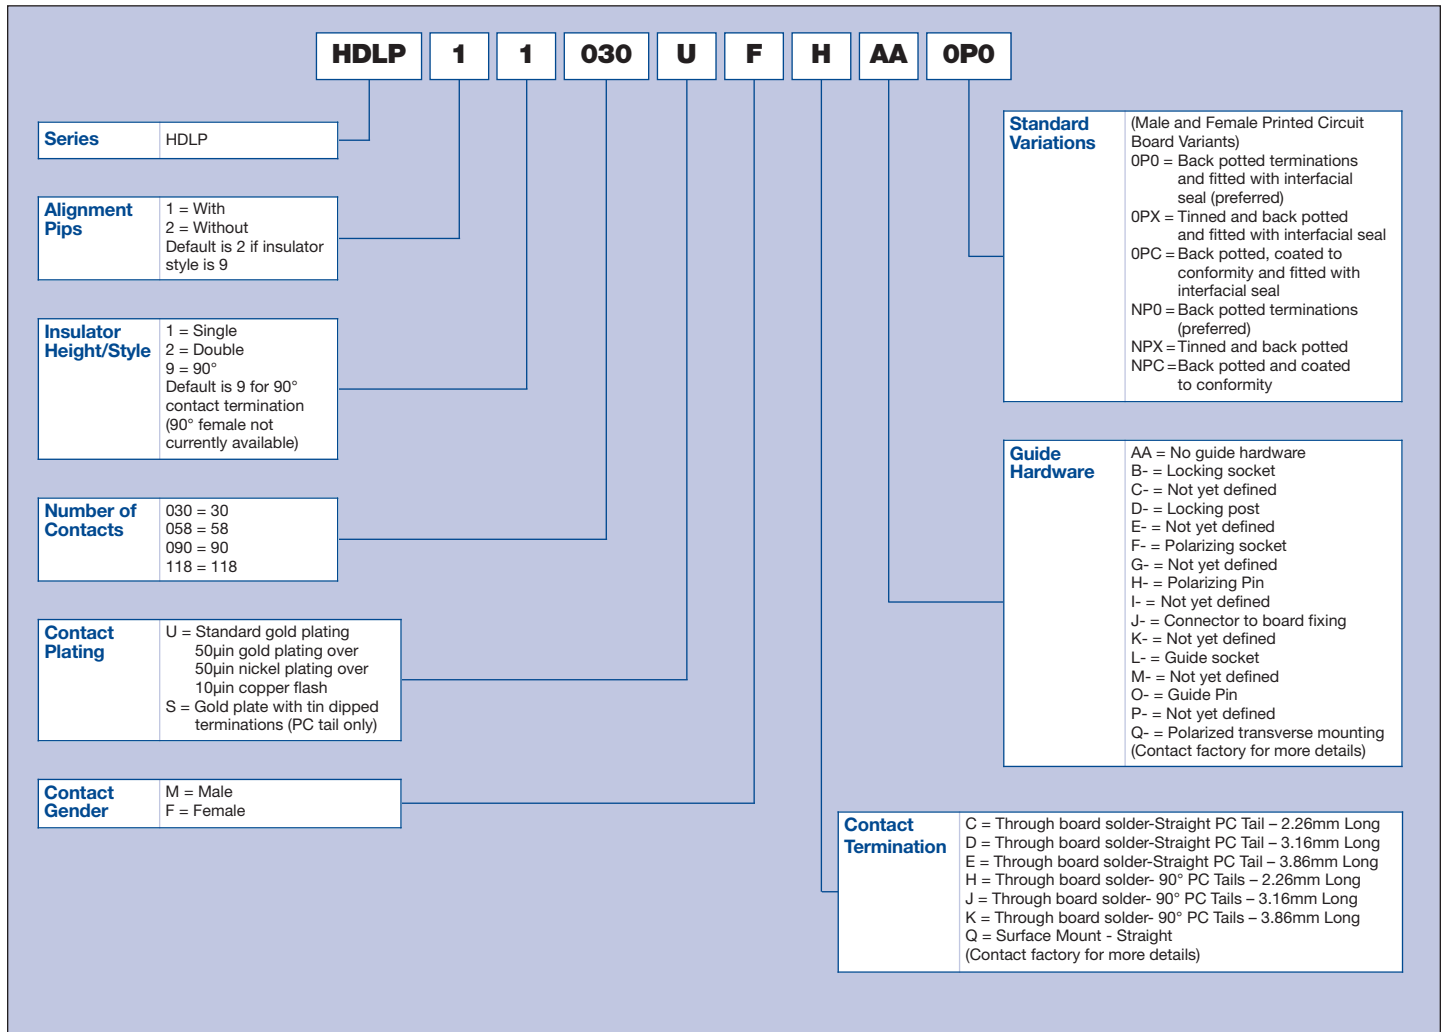 HDLP 1 1 030 U F H AA 0P0
Series
HDLP
Alignment
Pips
1 = With
2 = Without
Default is 2 if insulator
style is 9
Insulator
Height/Style
1 = Single
2 = Double
9 = 90°
Default is 9 for 90°
contact termination
(90° female not
currently available)
Number of
Contacts
030 = 30
058 = 58
090 = 90
118 = 118
Contact
Plating
U = Standard gold plating
50µin gold plating over
50µin nickel plating over
10µin copper flash
S = Gold plate with tin dipped
terminations (PC tail only)
Contact
Gender
M = Male
F = Female
Standard
Variations
(Male and Female Printed Circuit
Board Variants)
0P0 = Back potted terminations
and fitted with interfacial
seal (preferred)
0PX = Tinned and back potted
and fitted with interfacial seal
0PC = Back potted, coated to
conformity and fitted with
interfacial seal
NP0 = Back potted terminations
(preferred)
NPX = Tinned and back potted
NPC = Back potted and coated
to conformity
Guide
Hardware
AA = No guide hardware
B- = Locking socket
C- = Not yet defined
D- = Locking post
E- = Not yet defined
F- = Polarizing socket
G- = Not yet defined
H- = Polarizing Pin
I- = Not yet defined
J- = Connector to board fixing
K- = Not yet defined
L- = Guide socket
M- = Not yet defined
O- = Guide Pin
P- = Not yet defined
Q- = Polarized transverse mounting
(Contact factory for more details)
Contact
Termination
C = Through board solder-Straight PC Tail – 2.26mm Long
D = Through board solder-Straight PC Tail – 3.16mm Long
E = Through board solder-Straight PC Tail – 3.86mm Long
H = Through board solder- 90° PC Tails – 2.26mm Long
J = Through board solder- 90° PC Tails – 3.16mm Long
K = Through board solder- 90° PC Tails – 3.86mm Long
Q = Surface Mount - Straight
(Contact factory for more details)